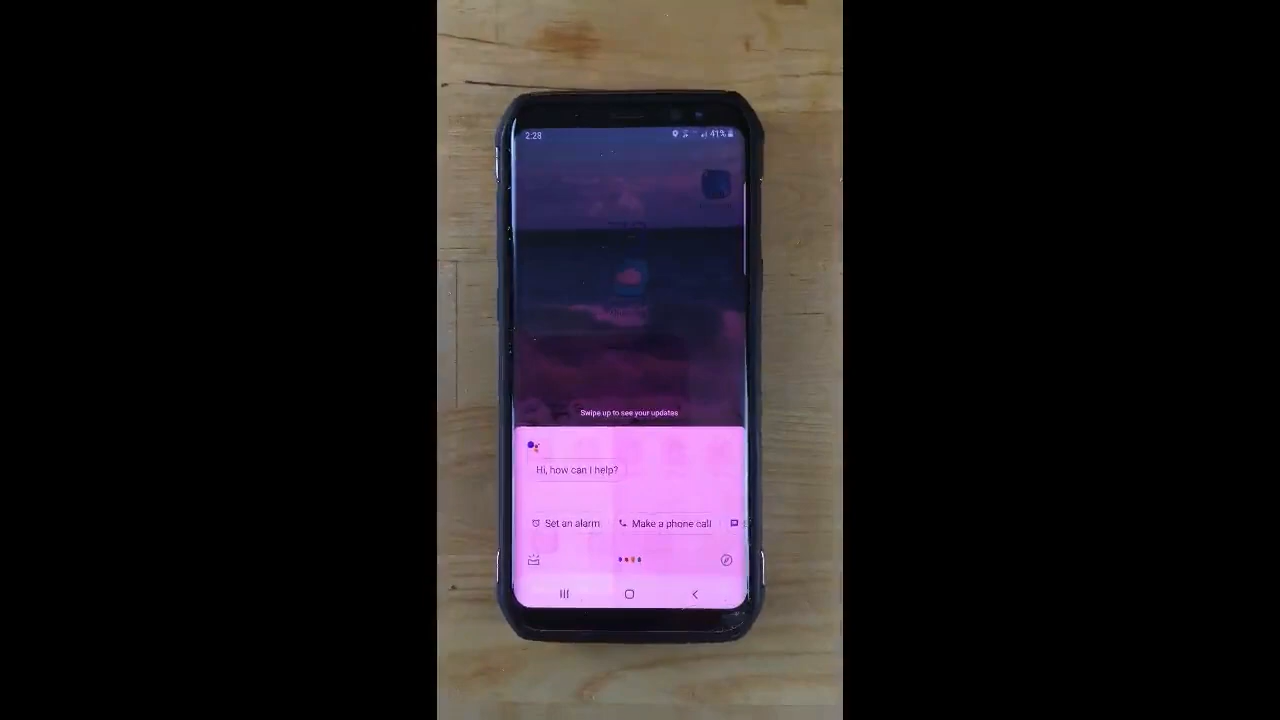 2:28 41%
Swipe up to see your updates
Hi, how can I help?
Set an alarm Make a phone call